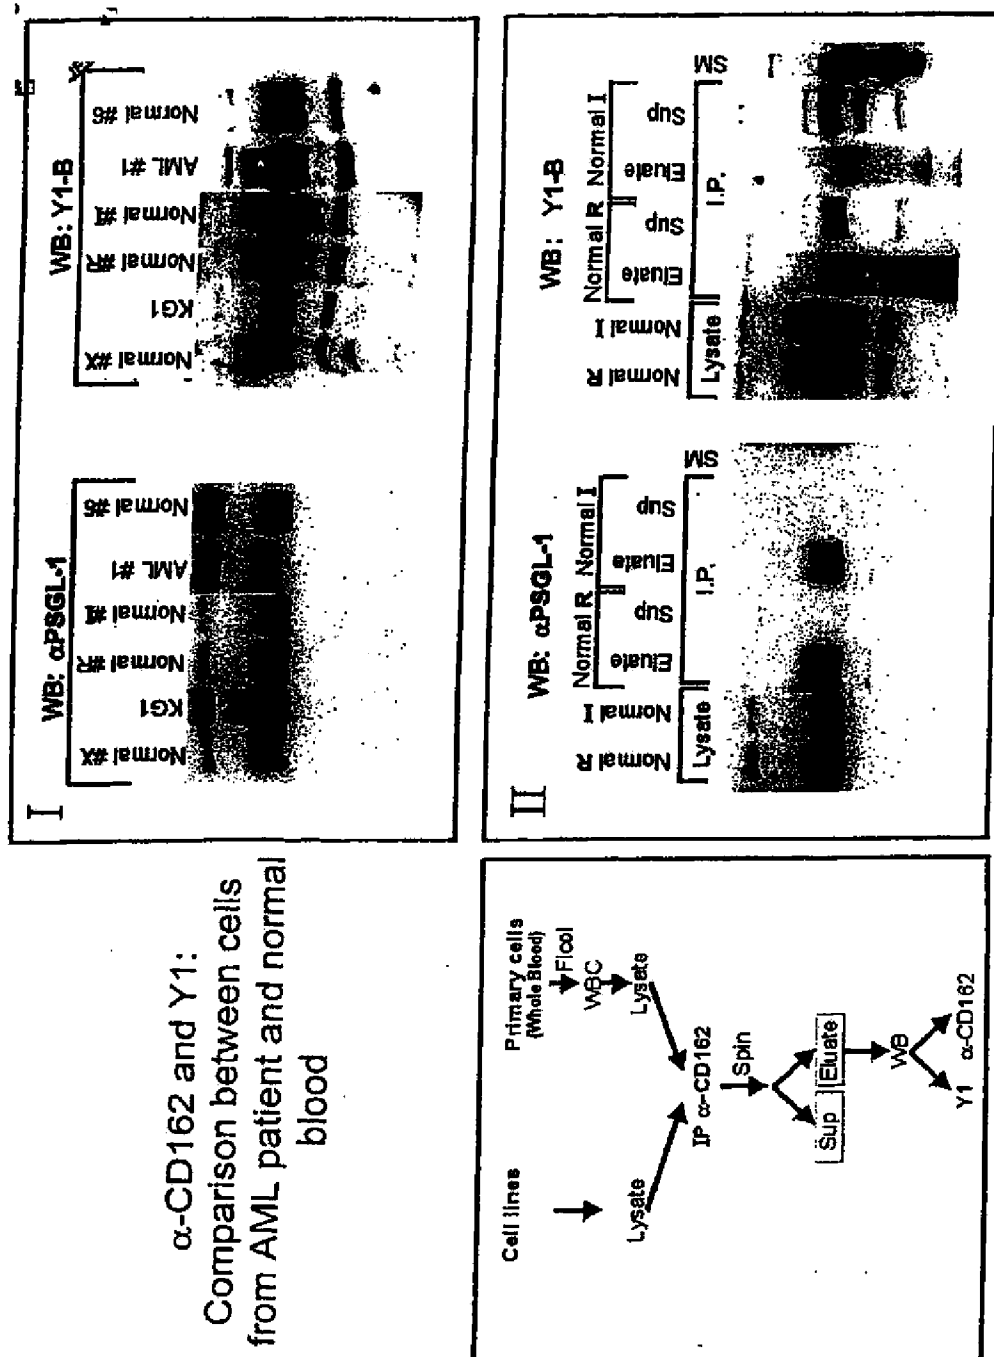 α-CD162 and Y1:
Comparison between cells
from AML patient and normal
blood
I
WB: αPSGL-1
Normal #X
KG1
Normal #R
Normal #I
AML #1
Normal #6
WB: Y1-B
Normal #X
KG1
Normal #R
Normal #I
AML #1
Normal #6
Cell lines
Lysate
Primary cells
(Whole Blood)
Ficol
WBC
Lysate
IP α-CD162
Spin
Sup
Eluate
WB
Y1
α-CD162
II
WB: αPSGL-1
Normal R Normal I
Lysate
Normal R
Normal I
Eluate
Sup
Eluate
Sup
SM
I.P.
WB: Y1-B
Normal R Normal I
Lysate
Normal R
Normal I
Eluate
Sup
Eluate
Sup
SM
I.P.